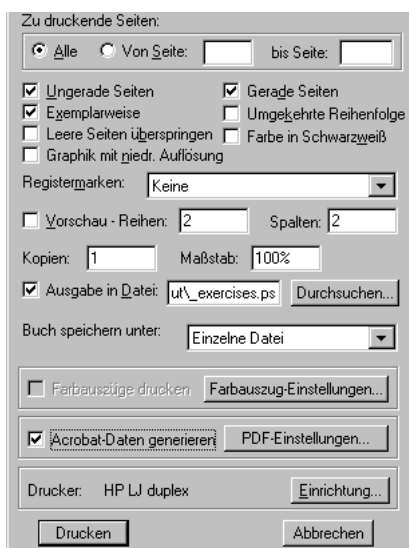 Zu druckende Seiten:
Alle Von Seite: bis Seite:
Ungerade Seiten Gerade Seiten
Exemplarweise Umgekehrte Reihenfolge
Leere Seiten überspringen Farbe in Schwarzweiß
Graphik mit niedr. Auflösung
Registermarken: Keine
Vorschau - Reihen: 2 Spalten: 2
Kopien: 1 Maßstab: 100%
Ausgabe in Datei: ut\_exercises.ps Durchsuchen...
Buch speichern unter: Einzelne Datei
Farbauszüge drucken Farbauszug-Einstellungen...
Acrobat-Daten generieren PDF-Einstellungen...
Drucker: HP LJ duplex Einrichtung...
Drucken Abbrechen